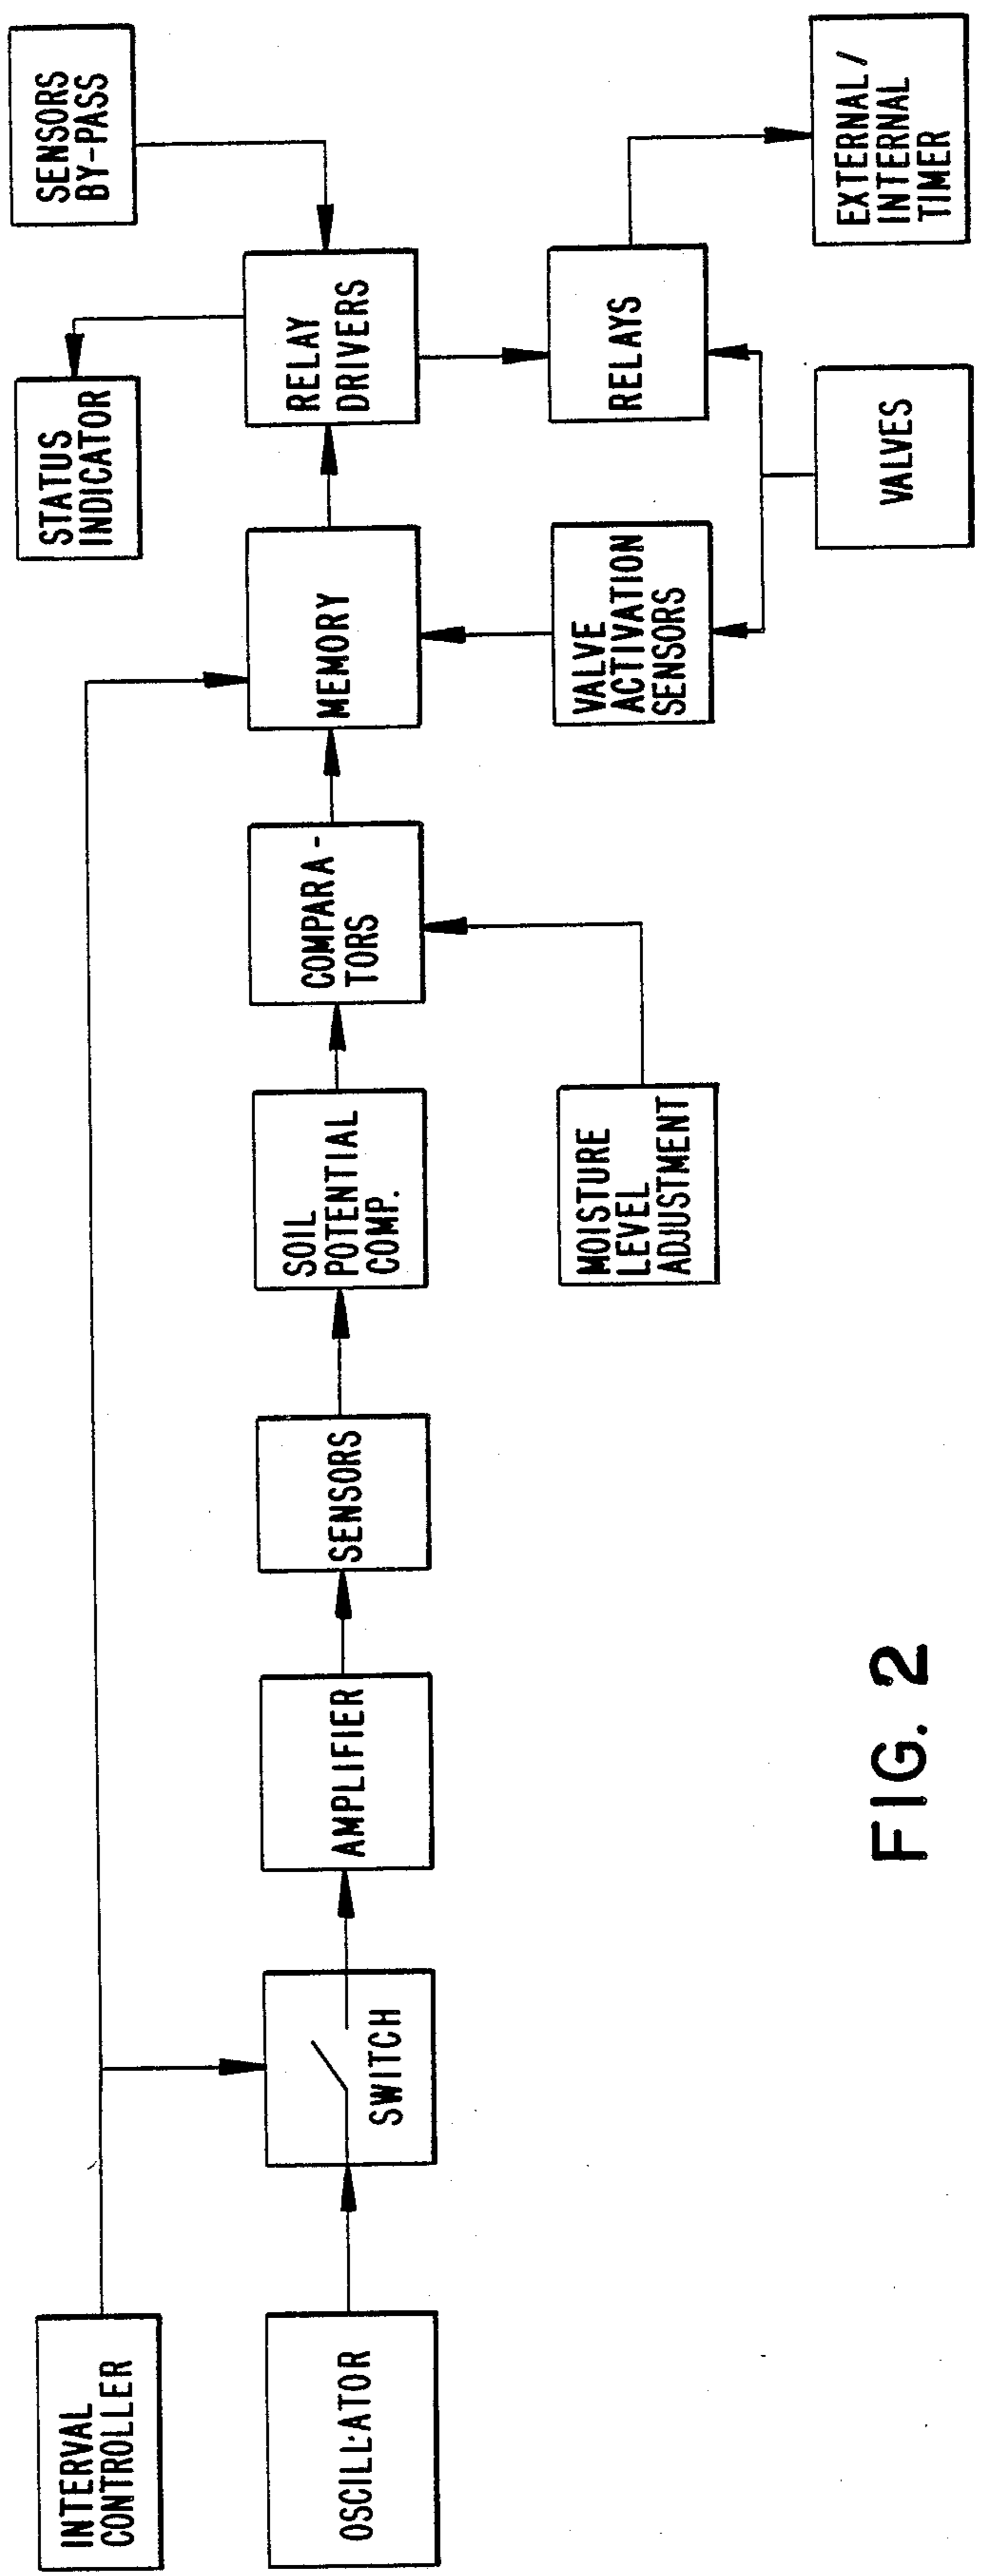 INTERVAL
CONTROLLER
STATUS
INDICATOR
SENSORS
BY-PASS
OSCILLATOR
SWITCH
AMPLIFIER
SENSORS
SOIL
POTENTIAL
COMP.
COMPARA-
TORS
MEMORY
RELAY
DRIVERS
MOISTURE
LEVEL
ADJUSTMENT
VALVE
ACTIVATION
SENSORS
RELAYS
VALVES
EXTERNAL/
INTERNAL
TIMER
FIG. 2